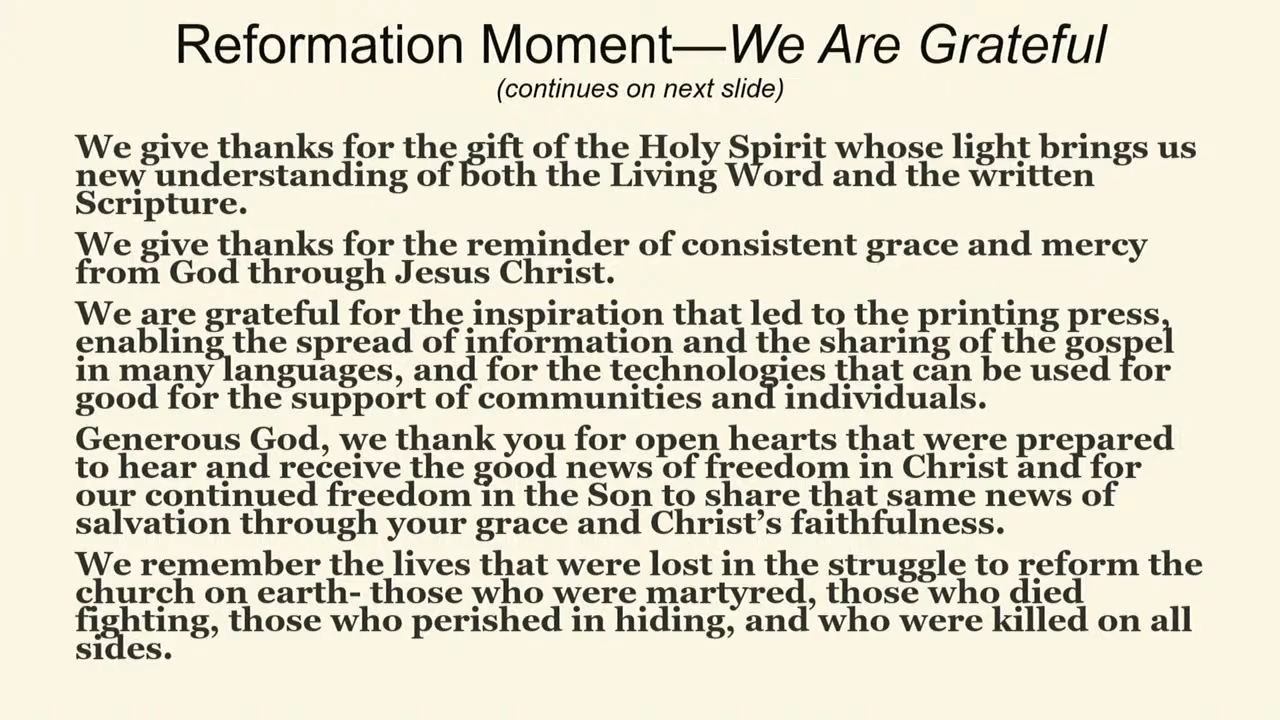 Reformation Moment—We Are Grateful
(continues on next slide)
We give thanks for the gift of the Holy Spirit whose light brings us
new understanding of both the Living Word and the written
Scripture.
We give thanks for the reminder of consistent grace and mercy
from God through Jesus Christ.
We are grateful for the inspiration that led to the printing press,
enabling the spread of information and the sharing of the gospel
in many languages, and for the technologies that can be used for
good for the support of communities and individuals.
Generous God, we thank you for open hearts that were prepared
to hear and receive the good news of freedom in Christ and for
our continued freedom in the Son to share that same news of
salvation through your grace and Christ’s faithfulness.
We remember the lives that were lost in the struggle to reform the
church on earth- those who were martyred, those who died
fighting, those who perished in hiding, and who were killed on all
sides.